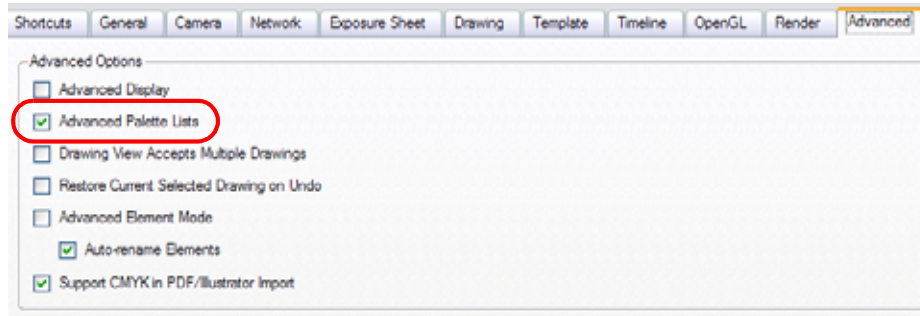 Shortcuts General Camera Network Exposure Sheet Drawing Template Timeline OpenGL Render Advanced
Advanced Options
Advanced Display
Advanced Palette Lists
Drawing View Accepts Multiple Drawings
Restore Current Selected Drawing on Undo
Advanced Element Mode
Auto-rename Elements
Support CMYK in PDF/Illustrator Import